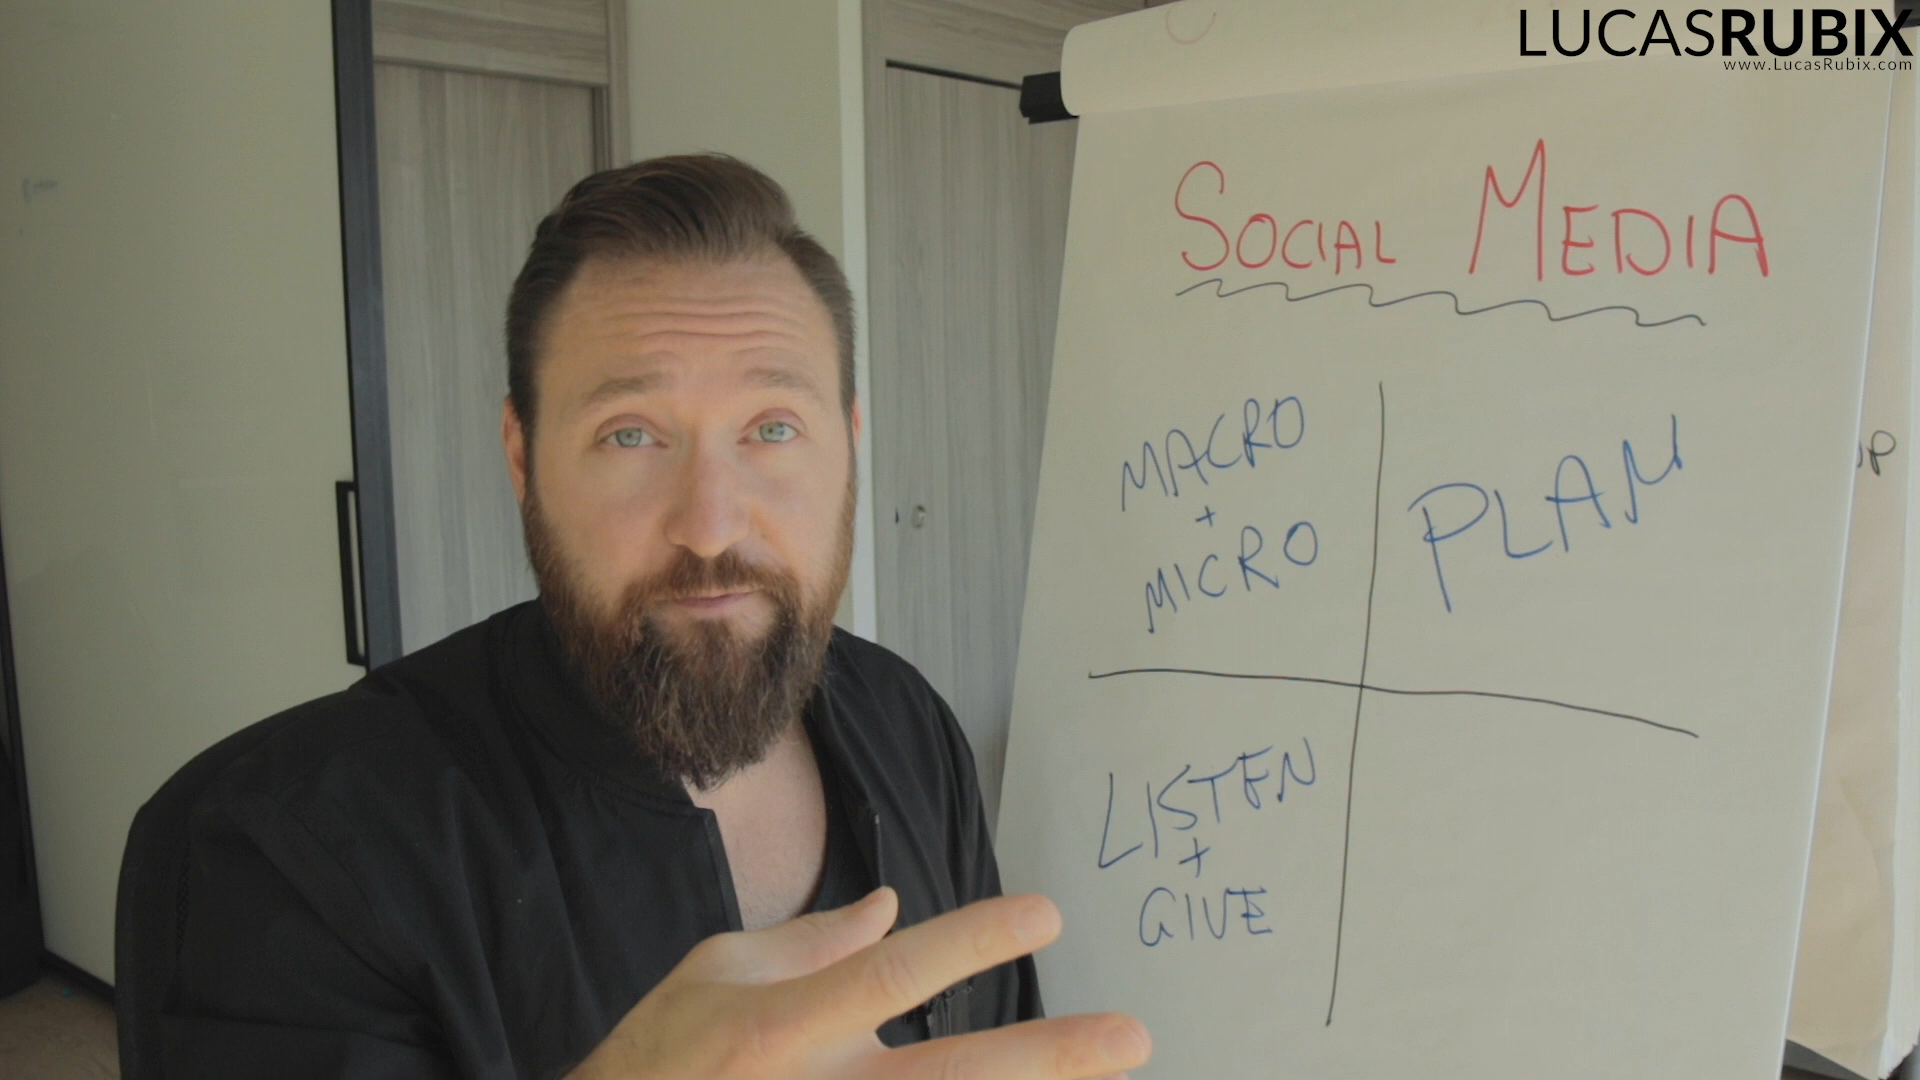 LUCASRUBIX
www.LucasRubix.com
SOCIAL MEDIA
MACRO
+
MICRO
PLAN
LISTEN
+
GIVE